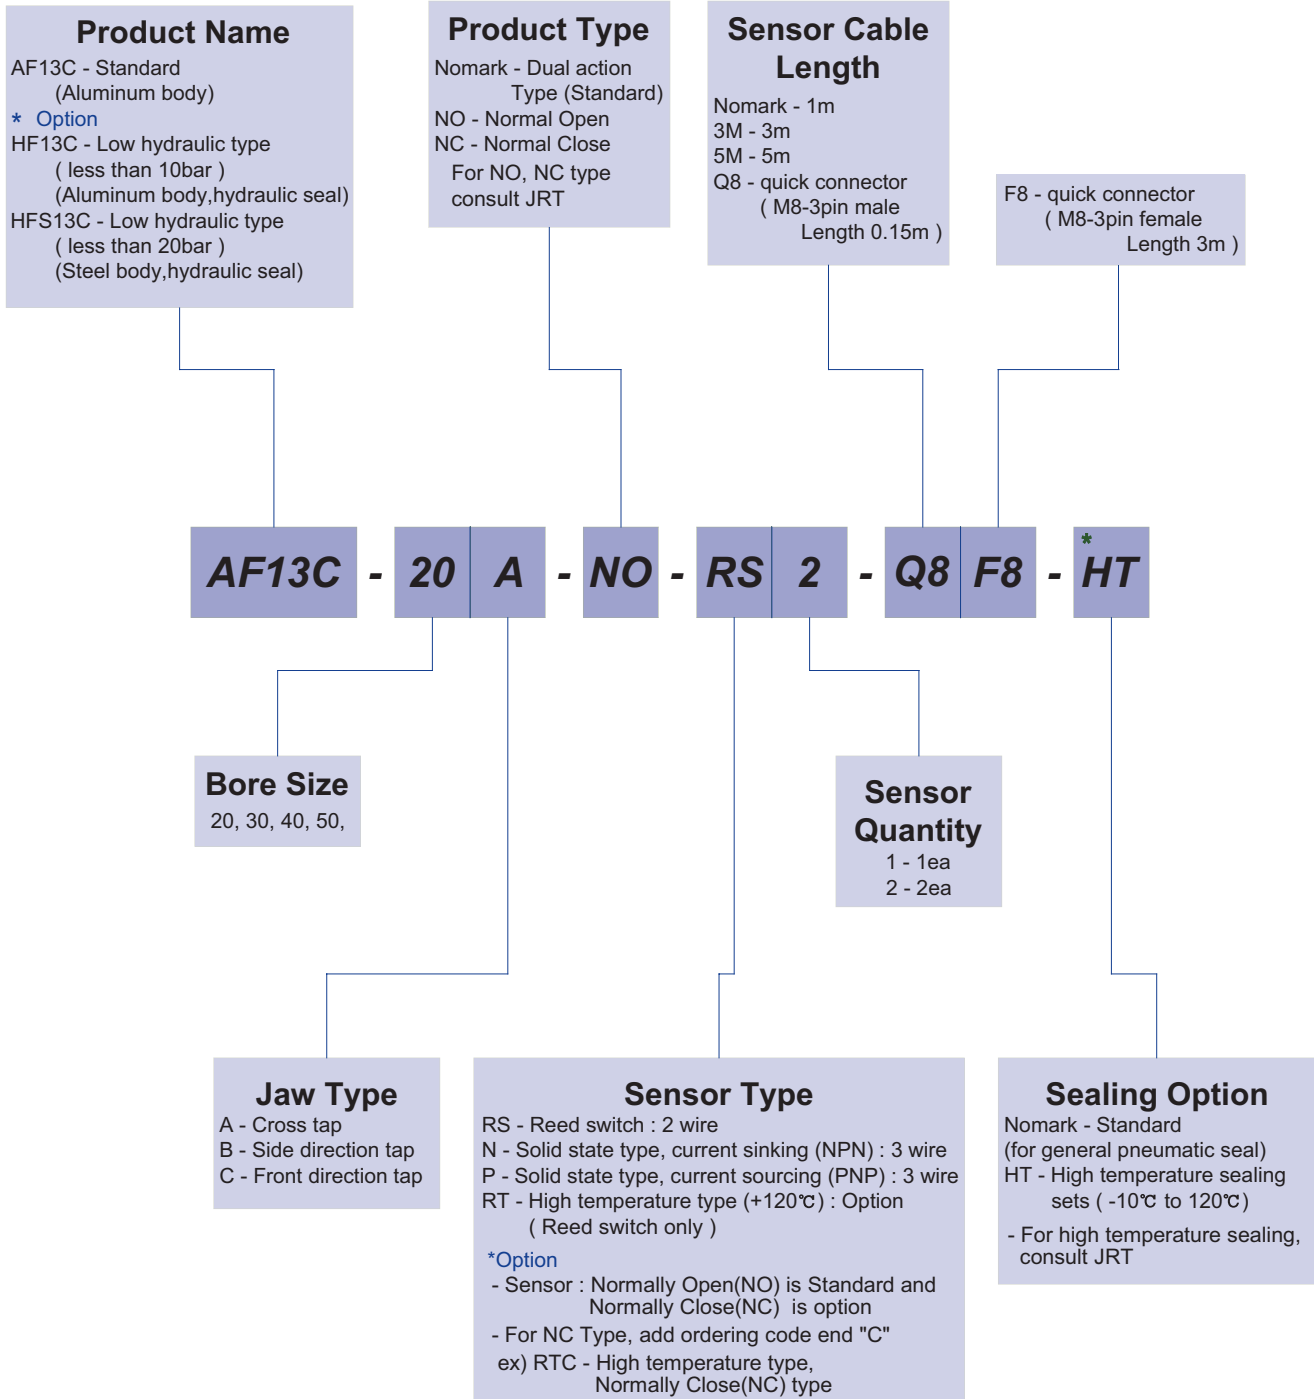 Product Name
AF13C - Standard
(Aluminum body)
* Option
HF13C - Low hydraulic type
( less than 10bar )
(Aluminum body,hydraulic seal)
HFS13C - Low hydraulic type
( less than 20bar )
(Steel body,hydraulic seal)
Product Type
Nomark - Dual action
Type (Standard)
NO - Normal Open
NC - Normal Close
For NO, NC type
consult JRT
Sensor Cable
Length
Nomark - 1m
3M - 3m
5M - 5m
Q8 - quick connector
( M8-3pin male
Length 0.15m )
F8 - quick connector
( M8-3pin female
Length 3m )
AF13C - 20 A - NO - RS 2 - Q8 F8 - *HT
Bore Size
20, 30, 40, 50,
Sensor
Quantity
1 - 1ea
2 - 2ea
Jaw Type
A - Cross tap
B - Side direction tap
C - Front direction tap
Sensor Type
RS - Reed switch : 2 wire
N - Solid state type, current sinking (NPN) : 3 wire
P - Solid state type, current sourcing (PNP) : 3 wire
RT - High temperature type (+120℃) : Option
( Reed switch only )
*Option
- Sensor : Normally Open(NO) is Standard and
Normally Close(NC) is option
- For NC Type, add ordering code end "C"
ex) RTC - High temperature type,
Normally Close(NC) type
Sealing Option
Nomark - Standard
(for general pneumatic seal)
HT - High temperature sealing
sets ( -10℃ to 120℃)
- For high temperature sealing,
consult JRT